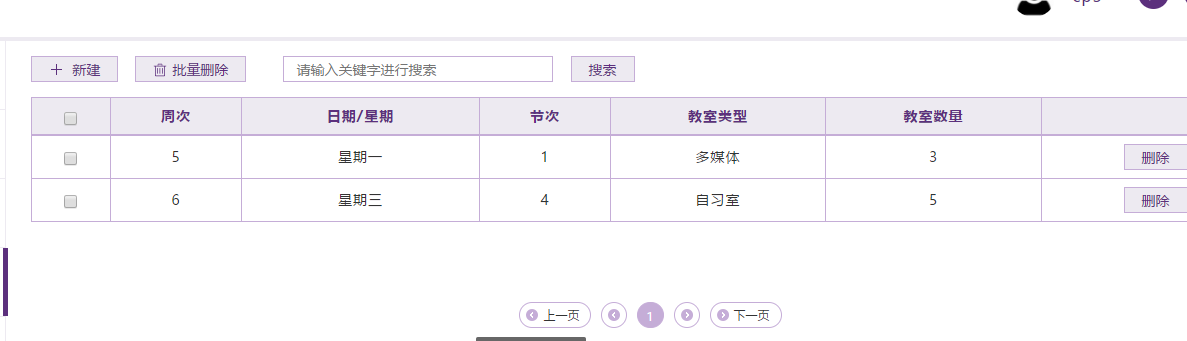 新建 批量删除 请输入关键字进行搜索 搜索
周次 日期/星期 节次 教室类型 教室数量
5 星期一 1 多媒体 3 删除
6 星期三 4 自习室 5 删除
上一页 1 下一页